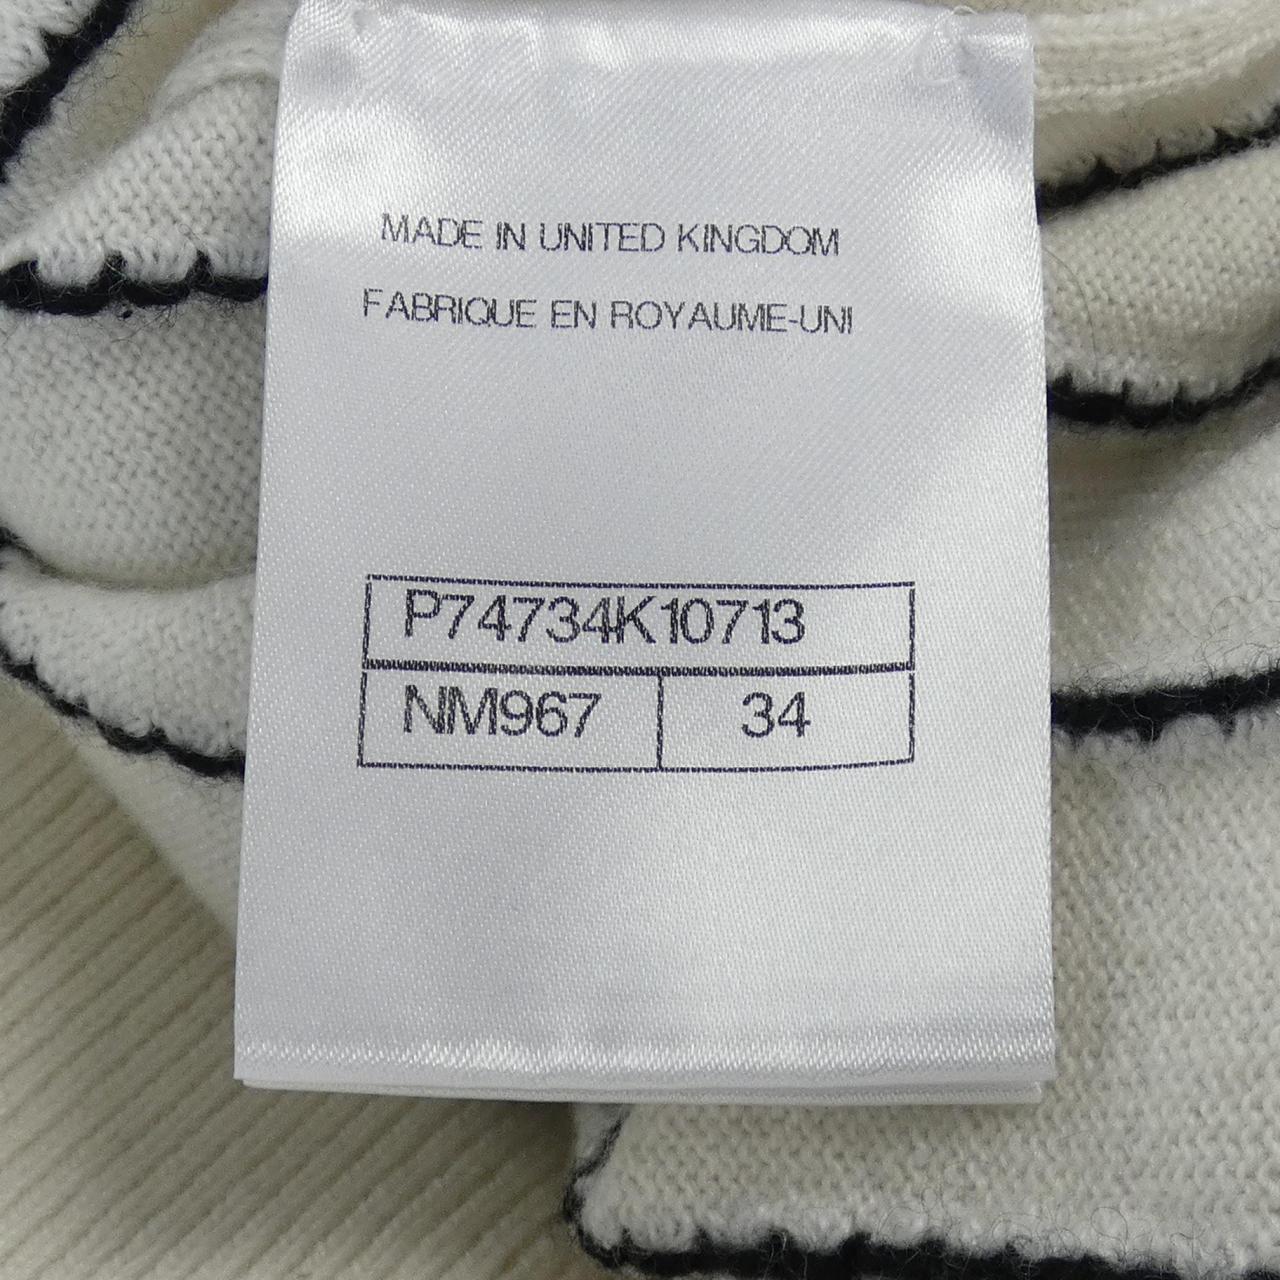 MADE IN UNITED KINGDOM
FABRIQUE EN ROYAUME-UNI
P74734K10713
NM967 34